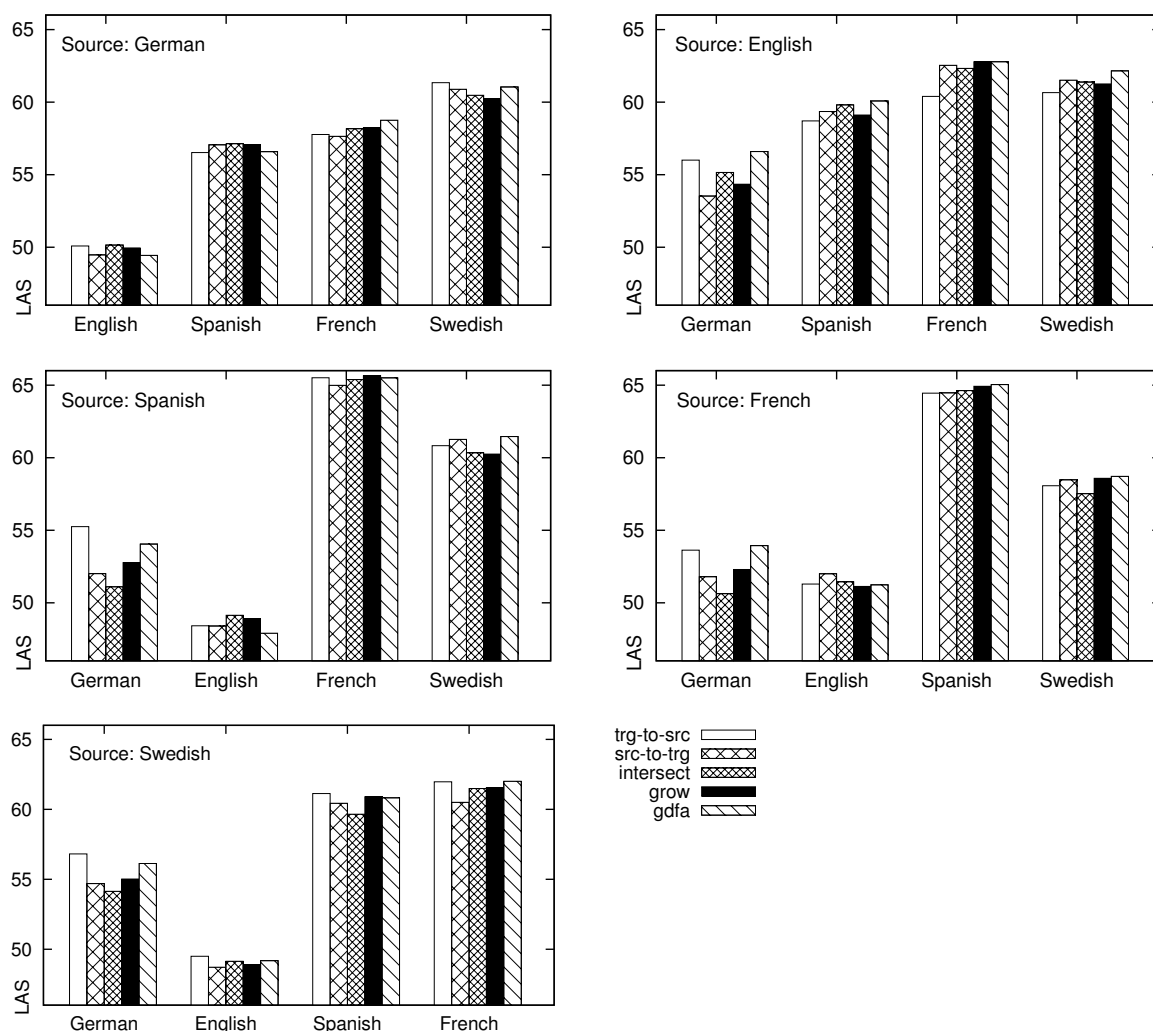 Source: German
65
60
55
50
LAS
English Spanish French Swedish
Source: English
65
60
55
50
LAS
German Spanish French Swedish
Source: Spanish
65
60
55
50
LAS
German English French Swedish
Source: French
65
60
55
50
LAS
German English Spanish Swedish
Source: Swedish
65
60
55
50
LAS
German English Spanish French
trg-to-src
src-to-trg
intersect
grow
gdfa